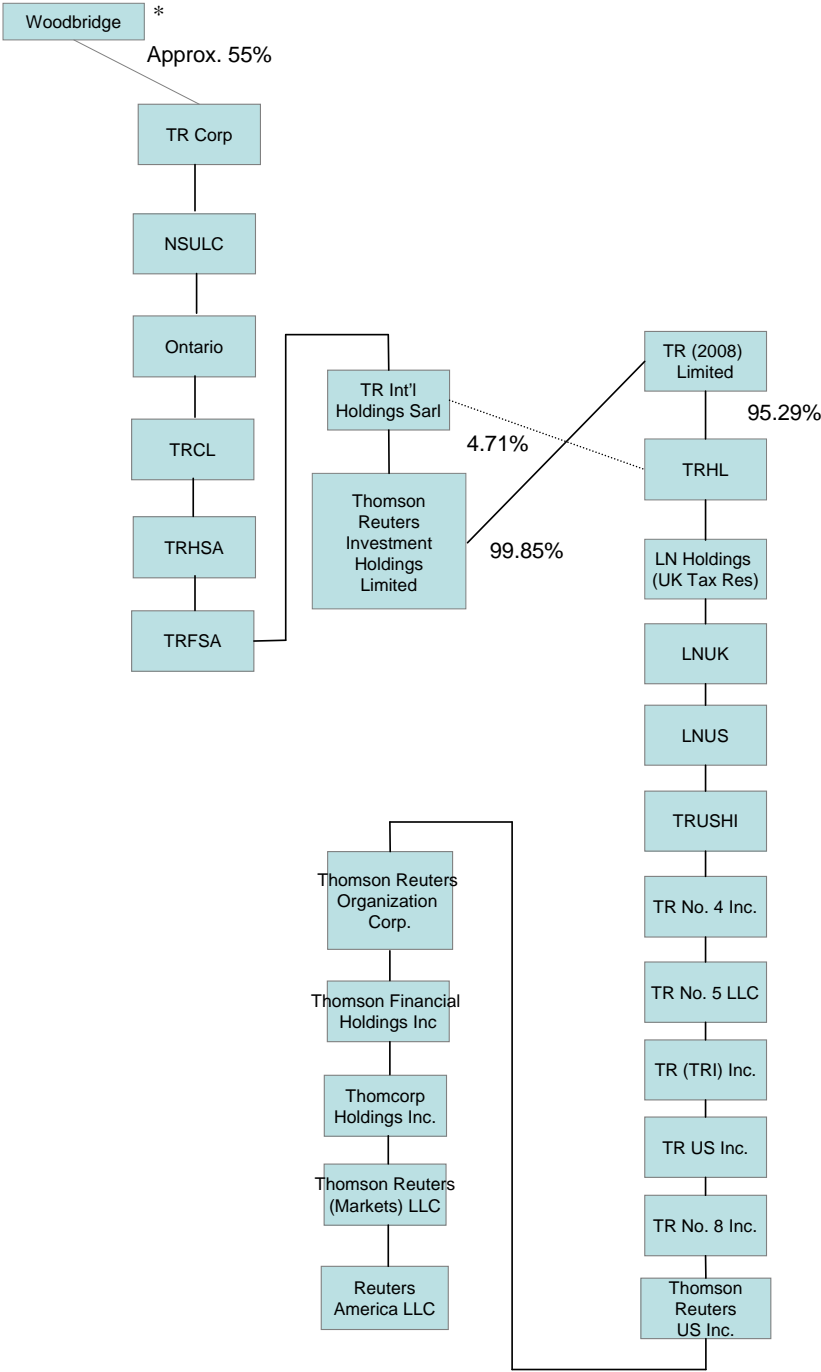 Woodbridge *
Approx. 55%
TR Corp
NSULC
Ontario
TRCL
TRHSA
TRFSA
TR Int'l
Holdings Sarl
4.71%
Thomson
Reuters
Investment
Holdings
Limited
99.85%
TR (2008)
Limited
95.29%
TRHL
LN Holdings
(UK Tax Res)
LNUK
LNUS
TRUSHI
TR No. 4 Inc.
TR No. 5 LLC
TR (TRI) Inc.
TR US Inc.
TR No. 8 Inc.
Thomson
Reuters
US Inc.
Thomson Reuters
Organization
Corp.
Thomson Financial
Holdings Inc
Thomcorp
Holdings Inc.
Thomson Reuters
(Markets) LLC
Reuters
America LLC